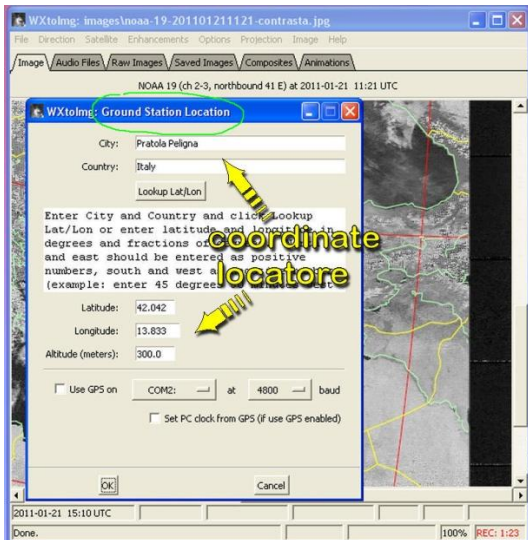 WXtoImg: images\noaa-19-201101211121-contrasta.jpg
File Direction Satellite Enhancements Options Projection Image Help
Image Audio Files Raw Images Saved Images Composites Animations
NOAA 19 (ch 2-3, northbound 41 E) at 2011-01-21 11:21 UTC
WXtoImg: Ground Station Location
City: Pratola Peligna
Country: Italy
Lookup Lat/Lon
Enter City and Country and click Lookup
Lat/Lon or enter latitude and longitude in
degrees and fractions of
and east should be entered as positive
numbers, south and west
(example: enter 45 degrees
coordinate
locatore
Latitude: 42.042
Longitude: 13.833
Altitude (meters): 300.0
Use GPS on COM2: at 4800 baud
Set PC clock from GPS (if use GPS enabled)
OK Cancel
2011-01-21 15:10 UTC
Done. 100% REC: 1:23